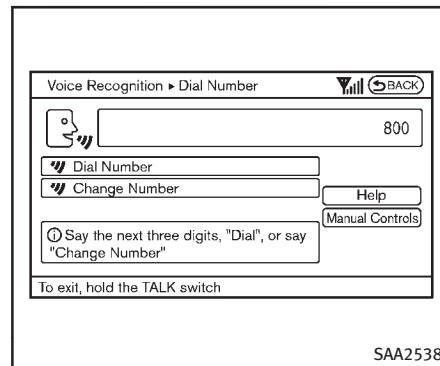 Voice Recognition ▸ Dial Number
BACK
800
Dial Number
Change Number
Help
Manual Controls
Say the next three digits, "Dial", or say
"Change Number"
To exit, hold the TALK switch
SAA2538